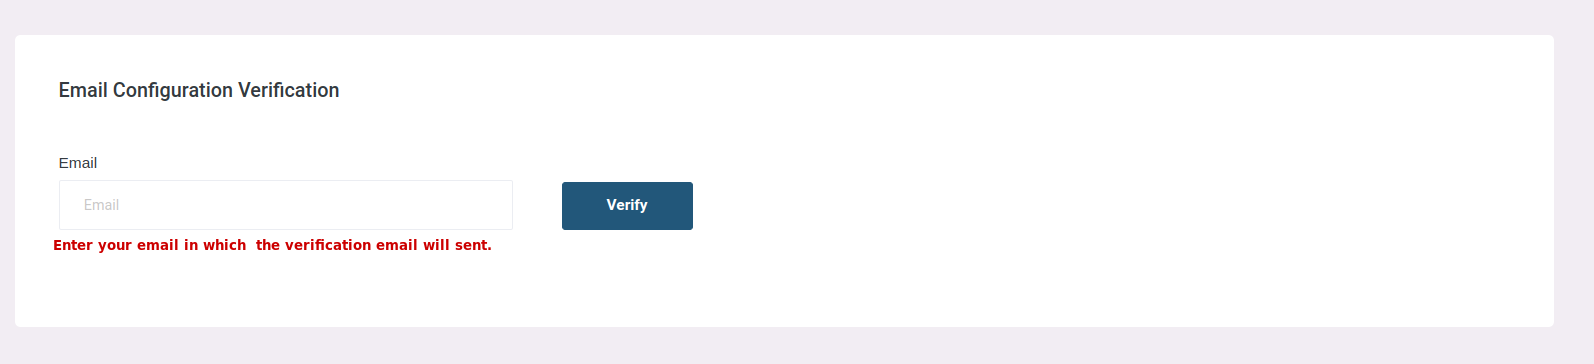 Email Configuration Verification
Email
Email
Verify
Enter your email in which  the verification email will sent.